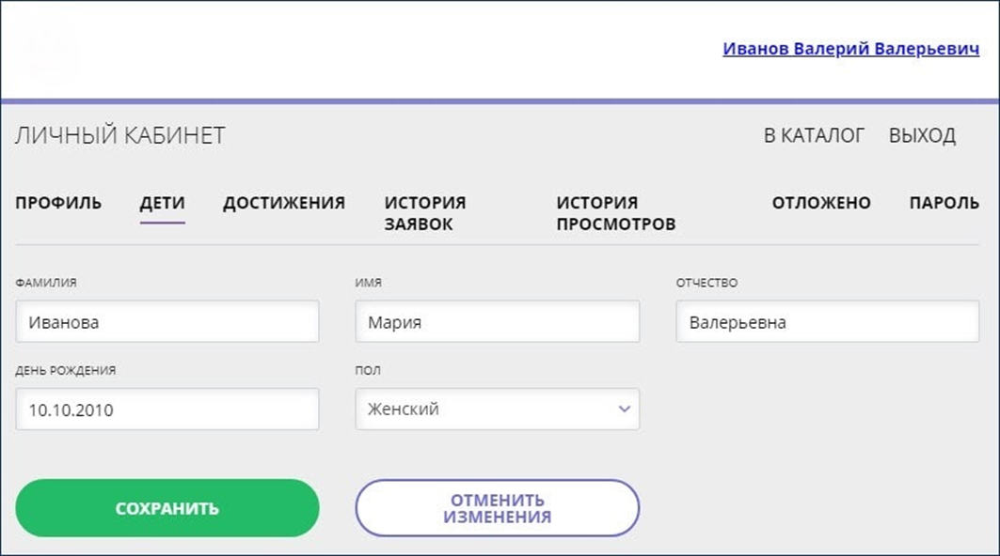 Иванов Валерий Валерьевич
ЛИЧНЫЙ КАБИНЕТ
В КАТАЛОГ
ВЫХОД
ПРОФИЛЬ
ДЕТИ
ДОСТИЖЕНИЯ
ИСТОРИЯ
ЗАЯВОК
ИСТОРИЯ
ПРОСМОТРОВ
ОТЛОЖЕНО
ПАРОЛЬ
ФАМИЛИЯ
Иванова
ИМЯ
Мария
ОТЧЕСТВО
Валерьевна
ДЕНЬ РОЖДЕНИЯ
10.10.2010
ПОЛ
Женский
СОХРАНИТЬ
ОТМЕНИТЬ
ИЗМЕНЕНИЯ